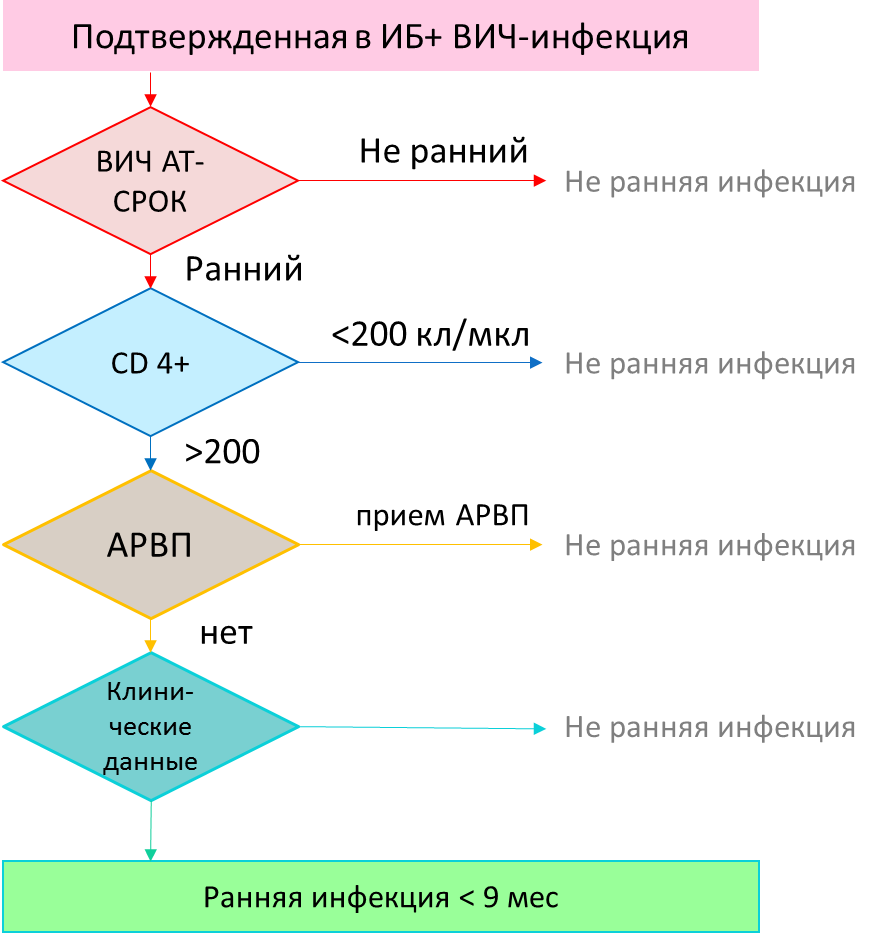 Подтвержденная в ИБ+ ВИЧ-инфекция
ВИЧ АТ-
СРОК
Не ранний
Не ранняя инфекция
Ранний
CD 4+
<200 кл/мкл
Не ранняя инфекция
>200
АРВП
прием АРВП
Не ранняя инфекция
нет
Клини-
ческие
данные
Не ранняя инфекция
Ранняя инфекция < 9 мес